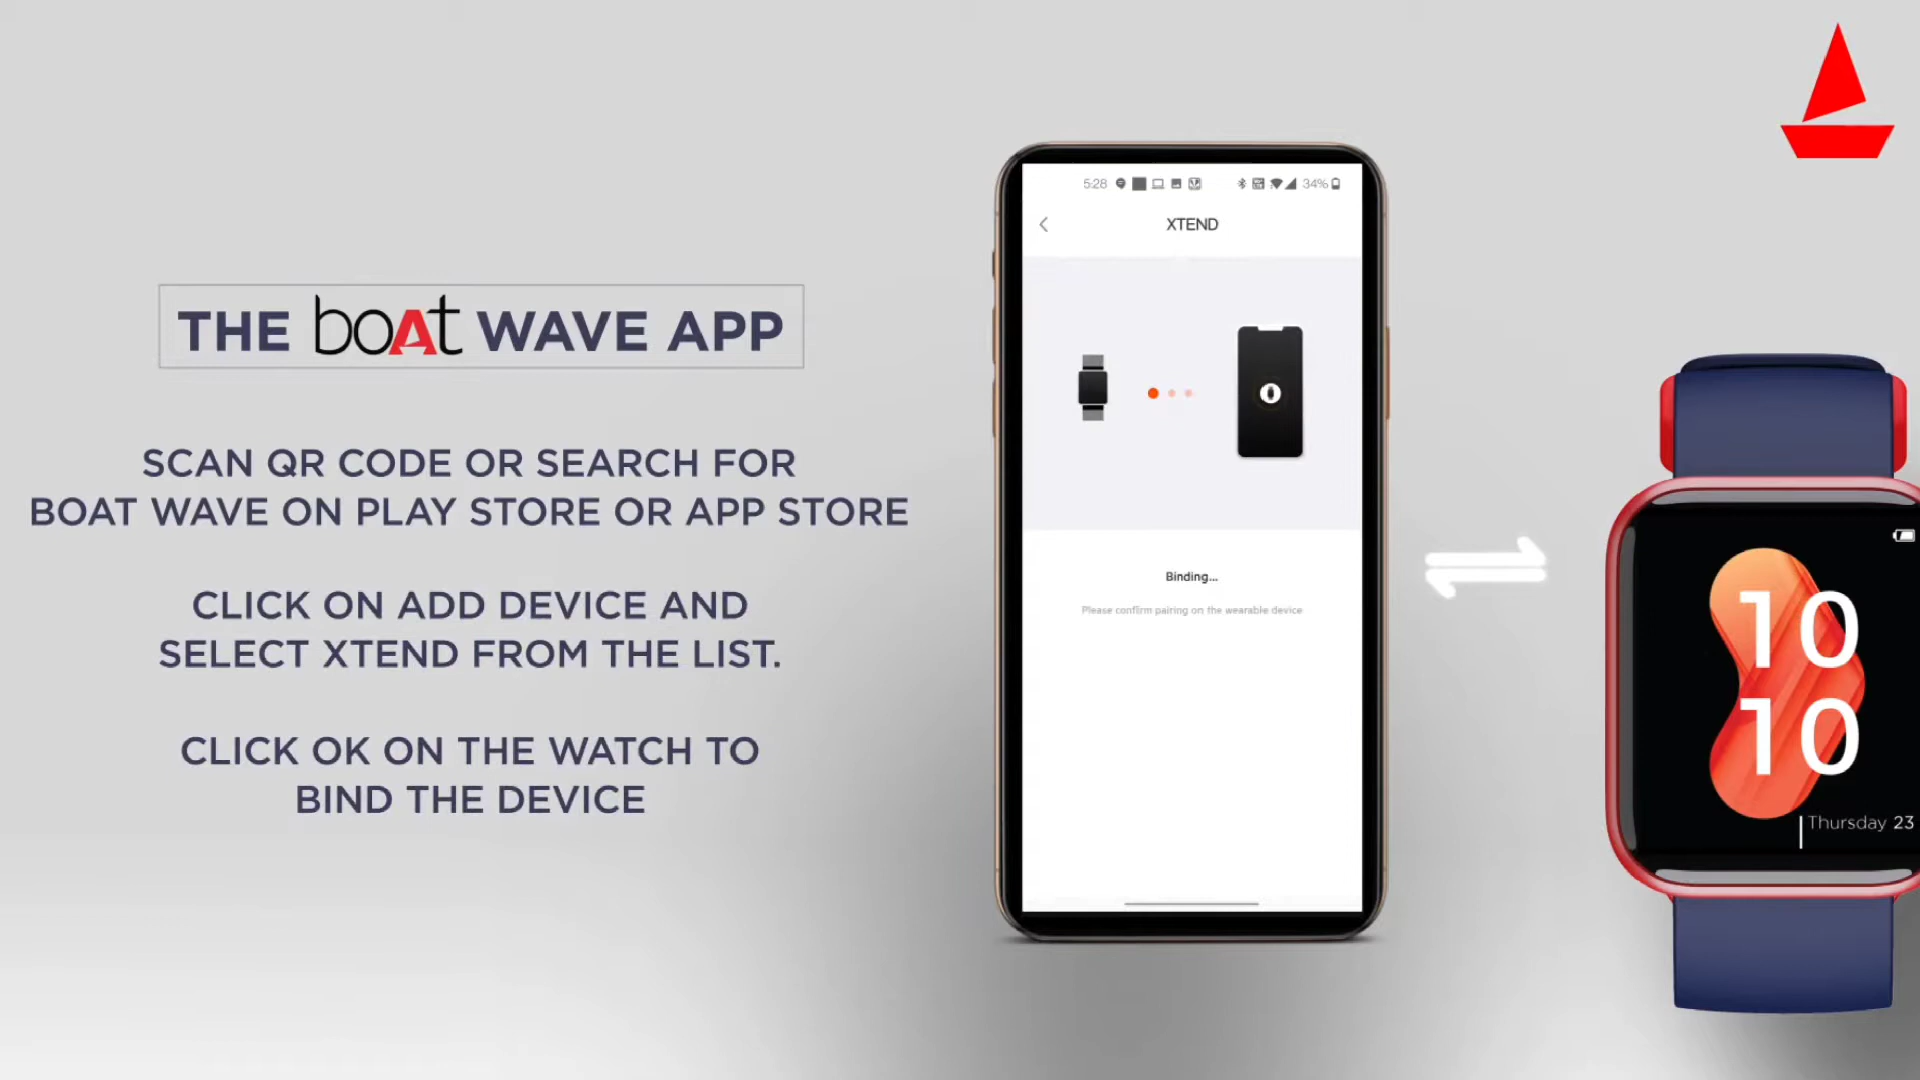 THE boAt WAVE APP
SCAN QR CODE OR SEARCH FOR
BOAT WAVE ON PLAY STORE OR APP STORE
CLICK ON ADD DEVICE AND
SELECT XTEND FROM THE LIST.
CLICK OK ON THE WATCH TO
BIND THE DEVICE
5:28 34%
XTEND
Binding...
Please confirm pairing on the wearable device
10
10
Thursday 23